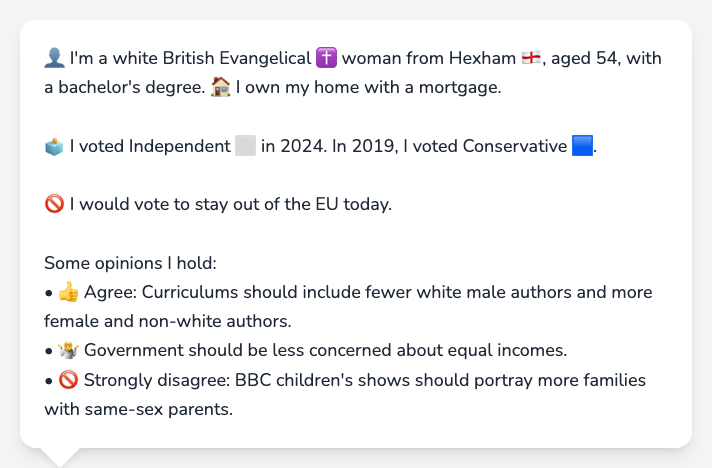 👤 I'm a white British Evangelical ✝️ woman from Hexham 🏴󠁧󠁢󠁥󠁮󠁧󠁿, aged 54, with
a bachelor's degree. 🏠 I own my home with a mortgage.
🗳️ I voted Independent ⬜ in 2024. In 2019, I voted Conservative 🟦.
🚫 I would vote to stay out of the EU today.
Some opinions I hold:
• 👍 Agree: Curriculums should include fewer white male authors and more
female and non-white authors.
• 🤷 Government should be less concerned about equal incomes.
• 🚫 Strongly disagree: BBC children's shows should portray more families
with same-sex parents.